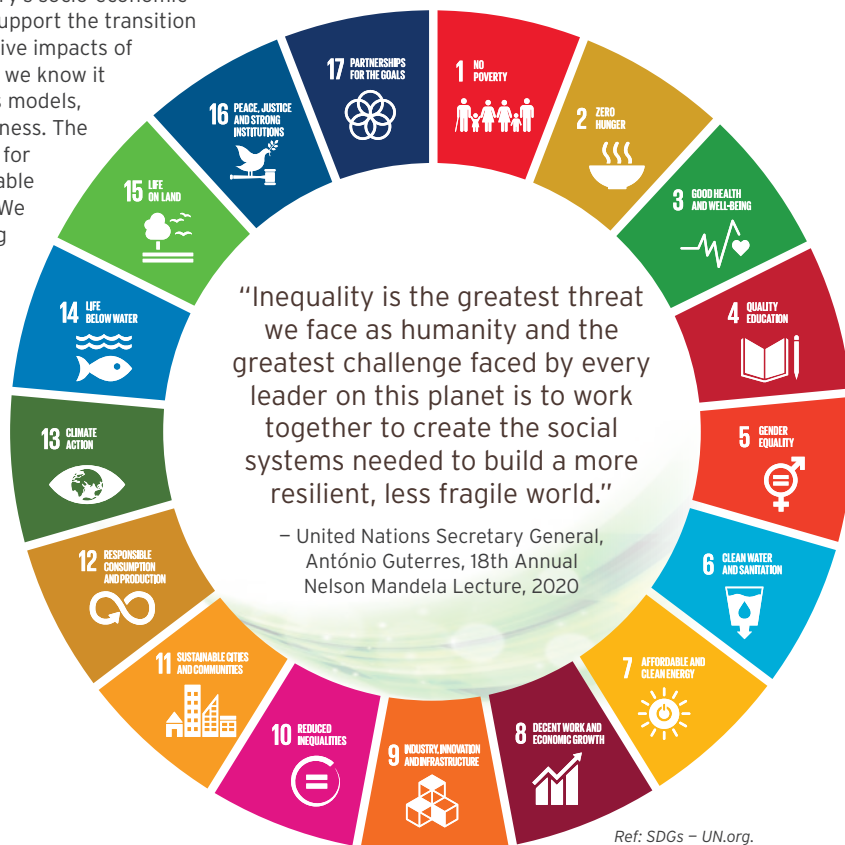 y's socio-economic
upport the transition
ive impacts of
we know it
s models,
ness. The
for
able
We
g
1 NO
POVERTY
2 ZERO
HUNGER
3 GOOD HEALTH
AND WELL-BEING
4 QUALITY
EDUCATION
5 GENDER
EQUALITY
6 CLEAN WATER
AND SANITATION
7 AFFORDABLE AND
CLEAN ENERGY
8 DECENT WORK AND
ECONOMIC GROWTH
9 INDUSTRY, INNOVATION
AND INFRASTRUCTURE
10 REDUCED
INEQUALITIES
11 SUSTAINABLE CITIES
AND COMMUNITIES
12 RESPONSIBLE
CONSUMPTION
AND PRODUCTION
13 CLIMATE
ACTION
14 LIFE
BELOW WATER
15 LIFE
ON LAND
16 PEACE, JUSTICE
AND STRONG
INSTITUTIONS
17 PARTNERSHIPS
FOR THE GOALS
“Inequality is the greatest threat
we face as humanity and the
greatest challenge faced by every
leader on this planet is to work
together to create the social
systems needed to build a more
resilient, less fragile world.”
– United Nations Secretary General,
António Guterres, 18th Annual
Nelson Mandela Lecture, 2020
Ref: SDGs – UN.org.